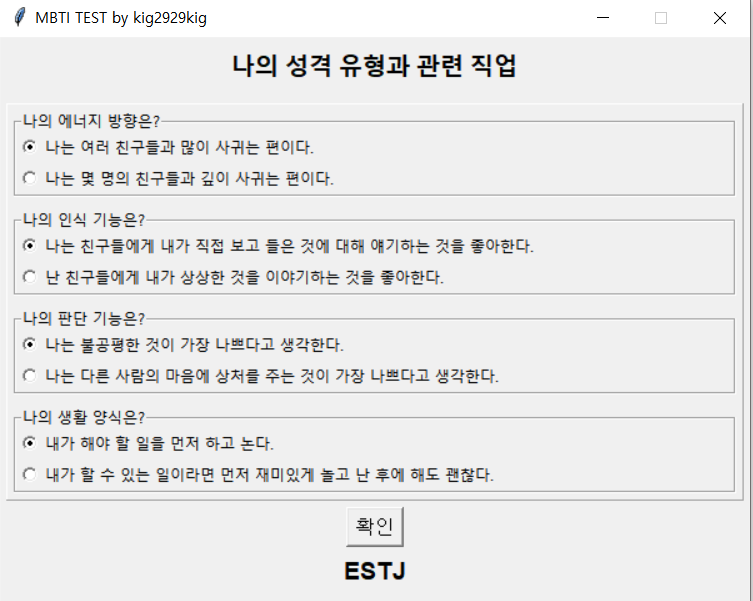 MBTI TEST by kig2929kig
나의 성격 유형과 관련 직업
나의 에너지 방향은?
나는 여러 친구들과 많이 사귀는 편이다.
나는 몇 명의 친구들과 깊이 사귀는 편이다.
나의 인식 기능은?
나는 친구들에게 내가 직접 보고 들은 것에 대해 얘기하는 것을 좋아한다.
난 친구들에게 내가 상상한 것을 이야기하는 것을 좋아한다.
나의 판단 기능은?
나는 불공평한 것이 가장 나쁘다고 생각한다.
나는 다른 사람의 마음에 상처를 주는 것이 가장 나쁘다고 생각한다.
나의 생활 양식은?
내가 해야 할 일을 먼저 하고 논다.
내가 할 수 있는 일이라면 먼저 재미있게 놀고 난 후에 해도 괜찮다.
확인
ESTJ